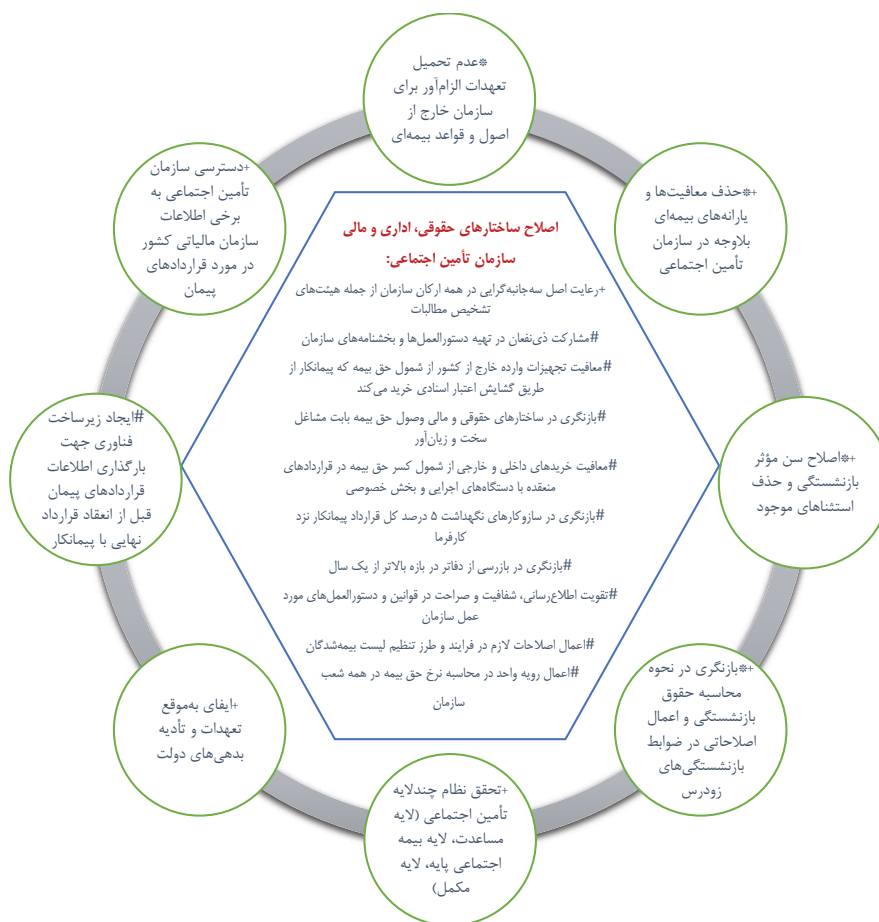 ※عدم تحمیل
تعهدات الزام‌آور برای
سازمان خارج از
اصول و قواعد بیمه‌ای
+※حذف معافیت‌ها و
یارانه‌های بیمه‌ای
بلاوجه در سازمان
تأمین اجتماعی
+※اصلاح سن مؤثر
بازنشستگی و حذف
استثناهای موجود
+※بازنگری در نحوه
محاسبه حقوق
بازنشستگی و اعمال
اصلاحاتی در ضوابط
بازنشستگی‌های
زودرس
+تحقق نظام چندلایه
تأمین اجتماعی (لایه
مساعدت، لایه بیمه
اجتماعی پایه، لایه
مکمل)
+ایفای به‌موقع
تعهدات و تأدیه
بدهی‌های دولت
#ایجاد زیرساخت
فناوری جهت
بارگذاری اطلاعات
قراردادهای پیمان
قبل از انعقاد قرارداد
نهایی با پیمانکار
+دسترسی سازمان
تأمین اجتماعی به
برخی اطلاعات
سازمان مالیاتی کشور
در مورد قراردادهای
پیمان
اصلاح ساختارهای حقوقی، اداری و مالی
سازمان تأمین اجتماعی:
+رعایت اصل سه‌جانبه‌گرایی در همه ارکان سازمان از جمله هیئت‌های
تشخیص مطالبات
#مشارکت ذی‌نفعان در تهیه دستورالعمل‌ها و بخشنامه‌های سازمان
#معافیت تجهیزات وارده خارج از کشور از شمول حق بیمه که پیمانکار از
طریق گشایش اعتبار اسنادی خرید می‌کند
#بازنگری در ساختارهای حقوقی و مالی وصول حق بیمه بابت مشاغل
سخت و زیان‌آور
#معافیت خریدهای داخلی و خارجی از شمول کسر حق بیمه در قراردادهای
منعقده با دستگاه‌های اجرایی و بخش خصوصی
#بازنگری در سازوکارهای نگهداشت ۵ درصد کل قرارداد پیمانکار نزد
کارفرما
#بازنگری در بازرسی از دفاتر در بازه بالاتر از یک سال
#تقویت اطلاع‌رسانی، شفافیت و صراحت در قوانین و دستورالعمل‌های مورد
عمل سازمان
#اعمال اصلاحات لازم در فرایند و طرز تنظیم لیست بیمه‌شدگان
#اعمال رویه واحد در محاسبه نرخ حق بیمه در همه شعب
سازمان